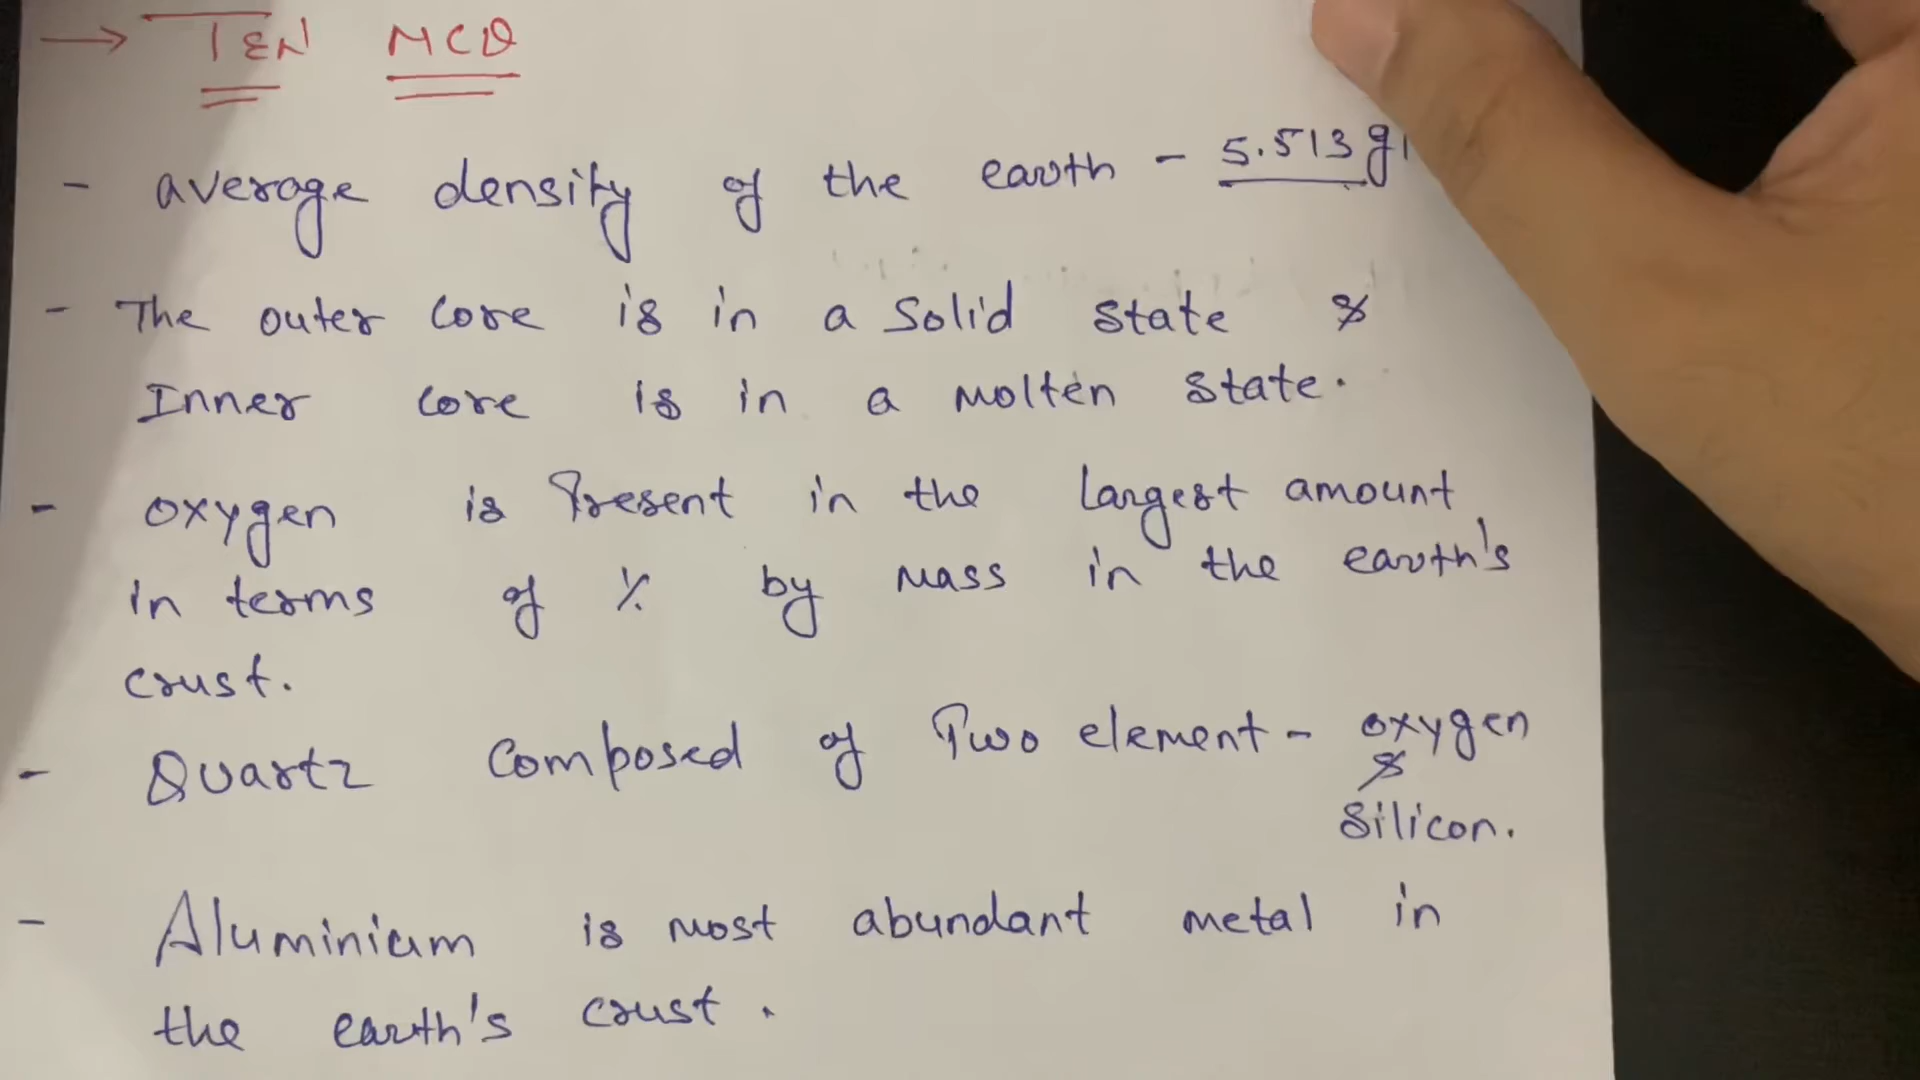 → TEN MCQ
- average density of the earth - 5.513 g
- The outer core is in a solid state &
Inner core is in a molten state.
- oxygen is Present in the largest amount
in terms of % by mass in the earth's
crust.
- Quartz composed of Two element - oxygen
&
silicon.
- Aluminium is most abundant metal in
the earth's crust.